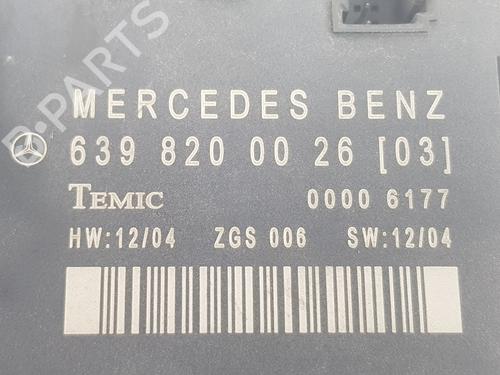 B-PARTS
MERCEDES BENZ
639 820 00 26 [03]
TEMIC 0000 6177
HW:12/04 ZGS 006 SW:12/04